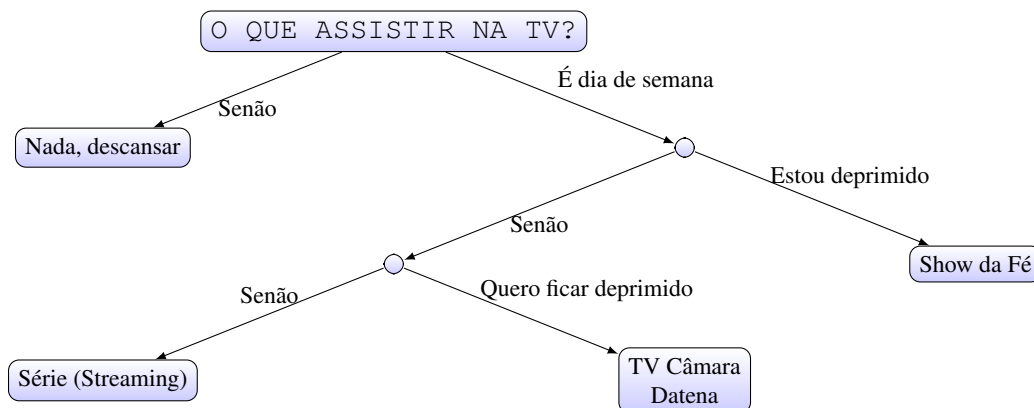 O QUE ASSISTIR NA TV?
É dia de semana
Senão
Nada, descansar
Estou deprimido
Senão
Show da Fé
Senão
Quero ficar deprimido
Série (Streaming)
TV Câmara
Datena